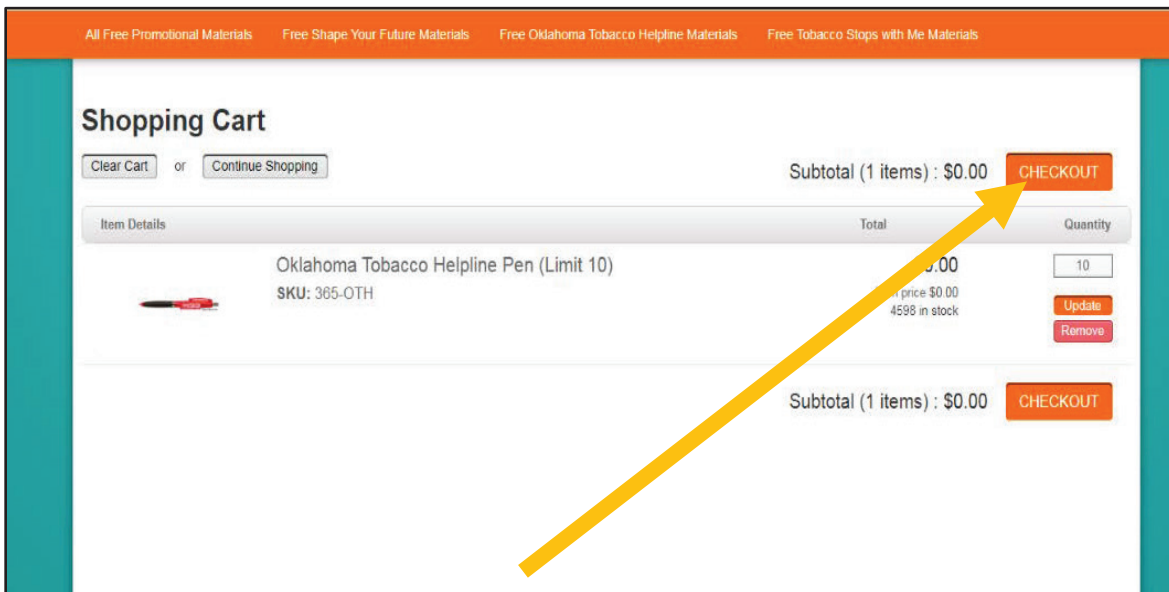 All Free Promotional Materials Free Shape Your Future Materials Free Oklahoma Tobacco Helpline Materials Free Tobacco Stops with Me Materials
Shopping Cart
Clear Cart or Continue Shopping
Subtotal (1 items) : $0.00 CHECKOUT
Item Details Total Quantity
Oklahoma Tobacco Helpline Pen (Limit 10) .00 10
SKU: 365-OTH price $0.00
4598 in stock
Update
Remove
Subtotal (1 items) : $0.00 CHECKOUT